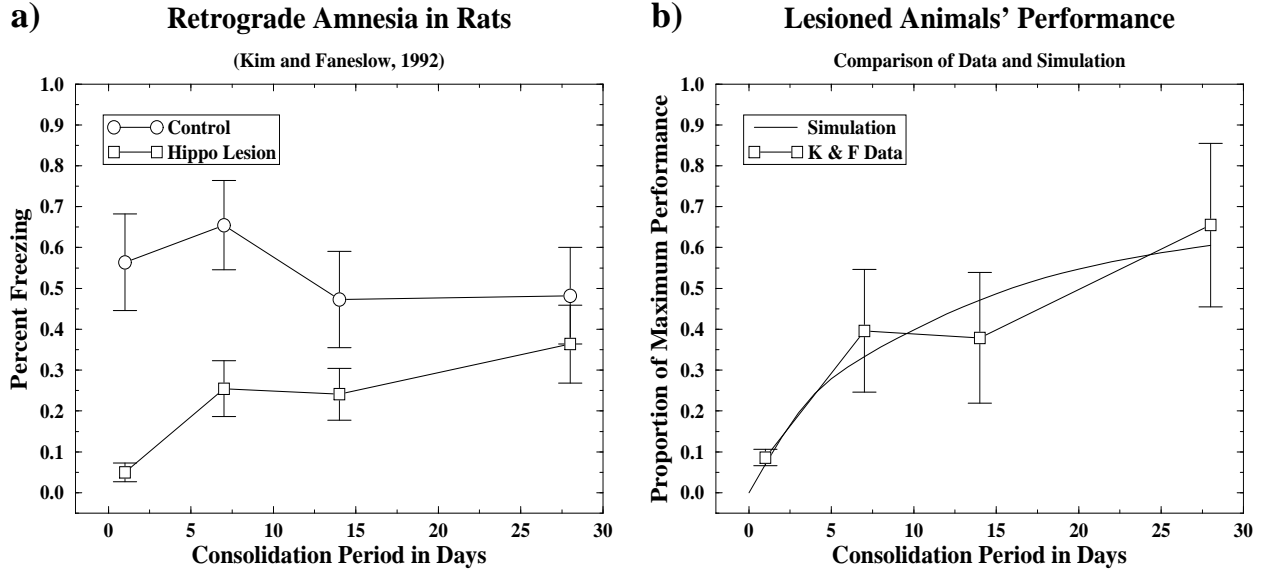 a)
Retrograde Amnesia in Rats
(Kim and Faneslow, 1992)
Percent Freezing
1.0
0.9
0.8
0.7
0.6
0.5
0.4
0.3
0.2
0.1
0.0
Control
Hippo Lesion
0 5 10 15 20 25 30
Consolidation Period in Days
b)
Lesioned Animals’ Performance
Comparison of Data and Simulation
Proportion of Maximum Performance
1.0
0.9
0.8
0.7
0.6
0.5
0.4
0.3
0.2
0.1
0.0
Simulation
K & F Data
0 5 10 15 20 25 30
Consolidation Period in Days